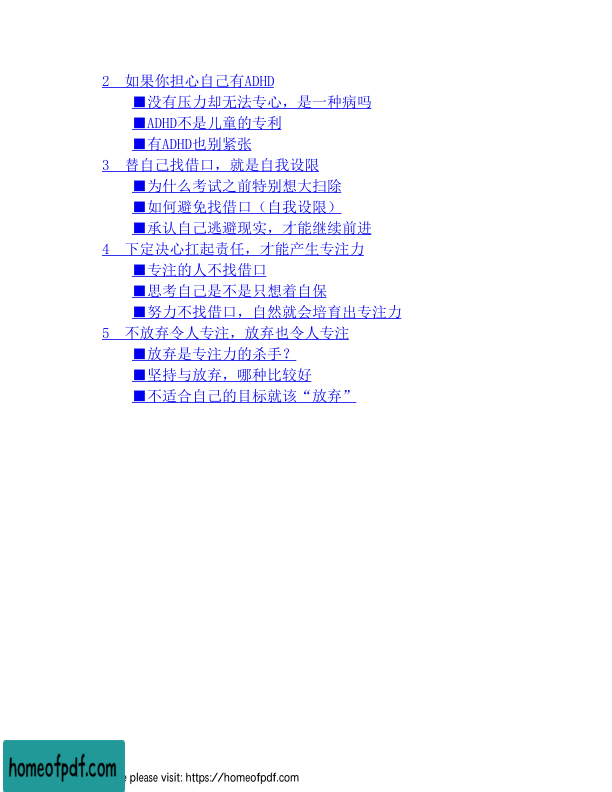 2 如果你担心自己有ADHD
■没有压力却无法专心，是一种病吗
■ADHD不是儿童的专利
■有ADHD也别紧张
3 替自己找借口，就是自我设限
■为什么考试之前特别想大扫除
■如何避免找借口（自我设限）
■承认自己逃避现实，才能继续前进
4 下定决心扛起责任，才能产生专注力
■专注的人不找借口
■思考自己是不是只想着自保
■努力不找借口，自然就会培育出专注力
5 不放弃令人专注，放弃也令人专注
■放弃是专注力的杀手？
■坚持与放弃，哪种比较好
■不适合自己的目标就该“放弃”
homeofpdf.com
please visit: https://homeofpdf.com